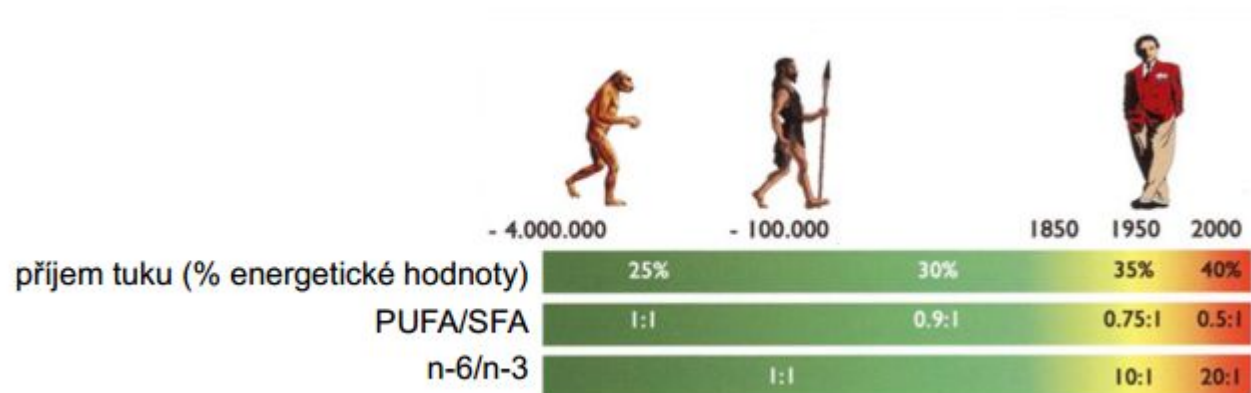 - 4.000.000 - 100.000 1850 1950 2000
příjem tuku (% energetické hodnoty) 25% 30% 35% 40%
PUFA/SFA 1:1 0.9:1 0.75:1 0.5:1
n-6/n-3 1:1 10:1 20:1